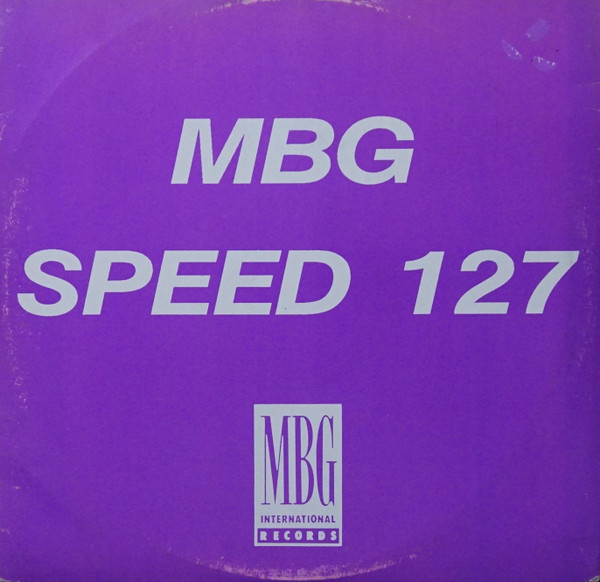 MBG
SPEED 127
MBG
INTERNATIONAL
RECORDS